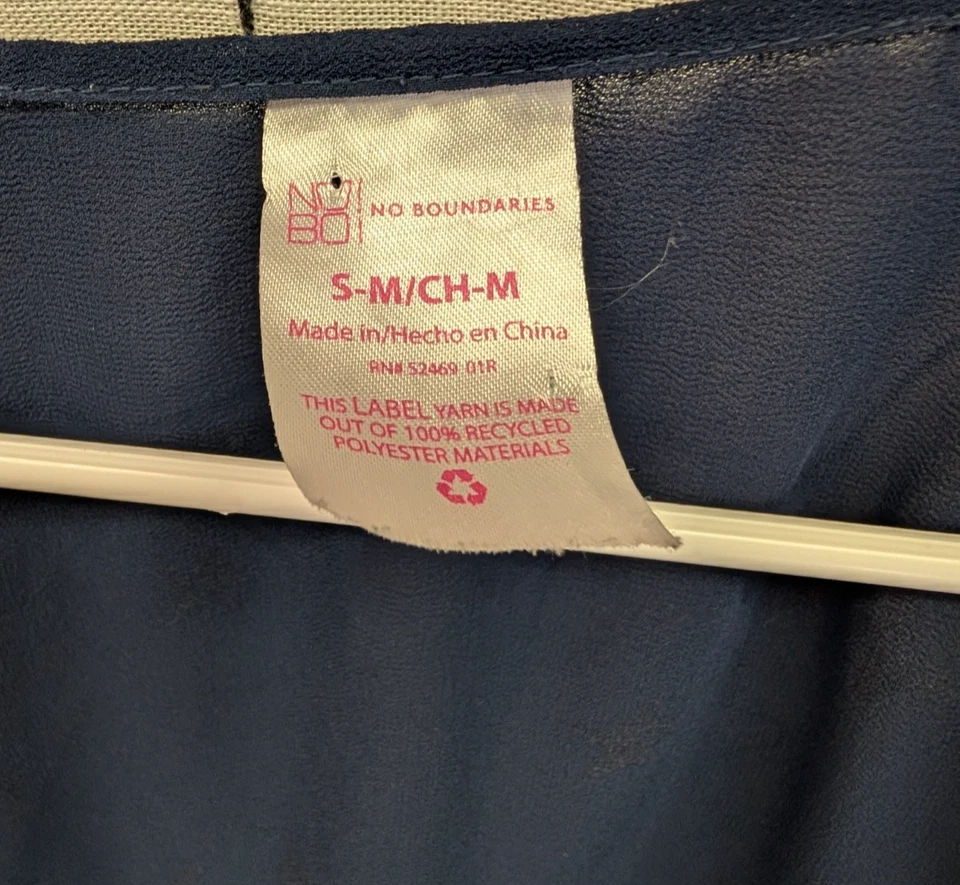 NO
BO
NO BOUNDARIES
S-M/CH-M
Made in/Hecho en China
RN# 52469 01R
THIS LABEL YARN IS MADE
OUT OF 100% RECYCLED
POLYESTER MATERIALS